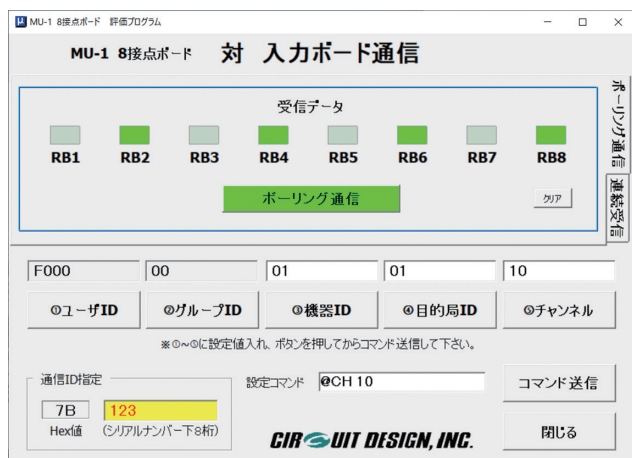 MU-1 8接点ボード 評価プログラム
MU-1 8接点ボード 対 入力ボード通信
受信データ
RB1 RB2 RB3 RB4 RB5 RB6 RB7 RB8
ボーリング通信
クリア
ポーリング通信
連続受信
F000 00 01 01 10
①ユーザID ②グループID ③機器ID ④目的局ID ⑤チャンネル
※①~⑤に設定値入れ、ボタンを押してからコマンド送信して下さい。
通信ID指定
設定コマンド @CH 10 コマンド送信
7B 123
Hex値 (シリアルナンバー下8桁)
CIRCUIT DESIGN, INC.
閉じる